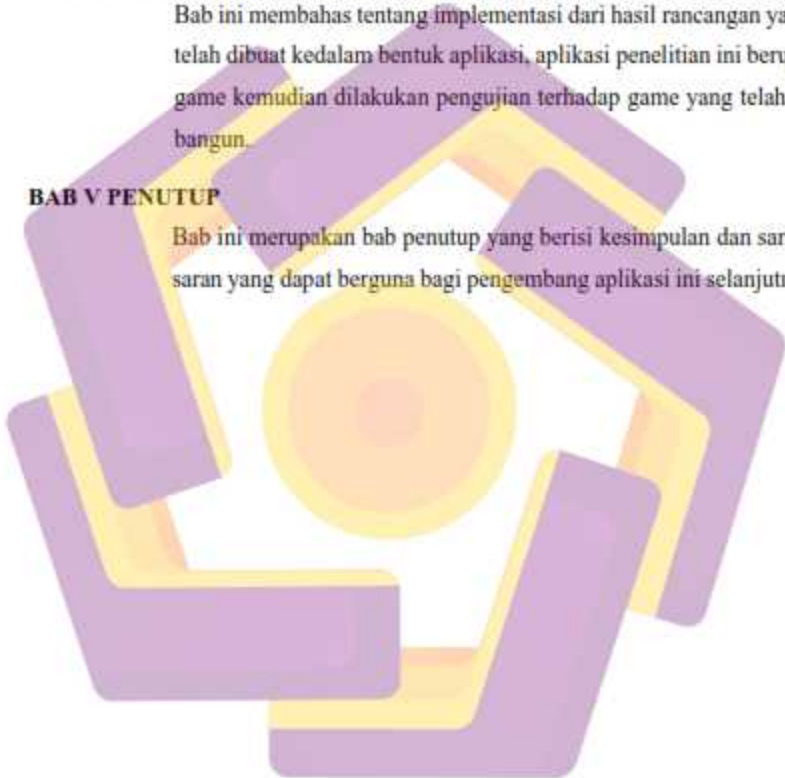 Bab ini membahas tentang implementasi dari hasil rancangan ya
telah dibuat kedalam bentuk aplikasi, aplikasi penelitian ini beru
game kemudian dilakukan pengujian terhadap game yang telah
bangun.
BAB V PENUTUP
Bab ini merupakan bab penutup yang berisi kesimpulan dan sar
saran yang dapat berguna bagi pengembang aplikasi ini selanjutn